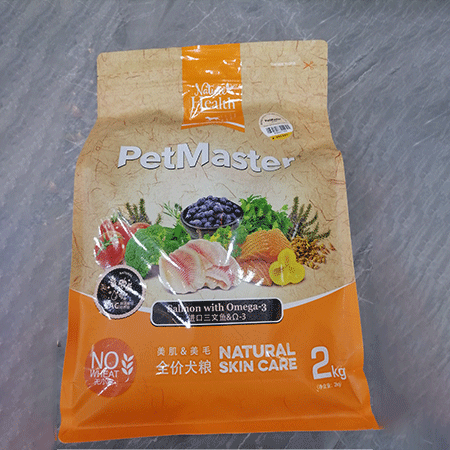 Nature
Health
PetMaster
Salmon with Omega-3
进口三文鱼&Ω-3
NO
WHEAT
美肌&美毛
全价犬粮
NATURAL
SKIN CARE
2kg